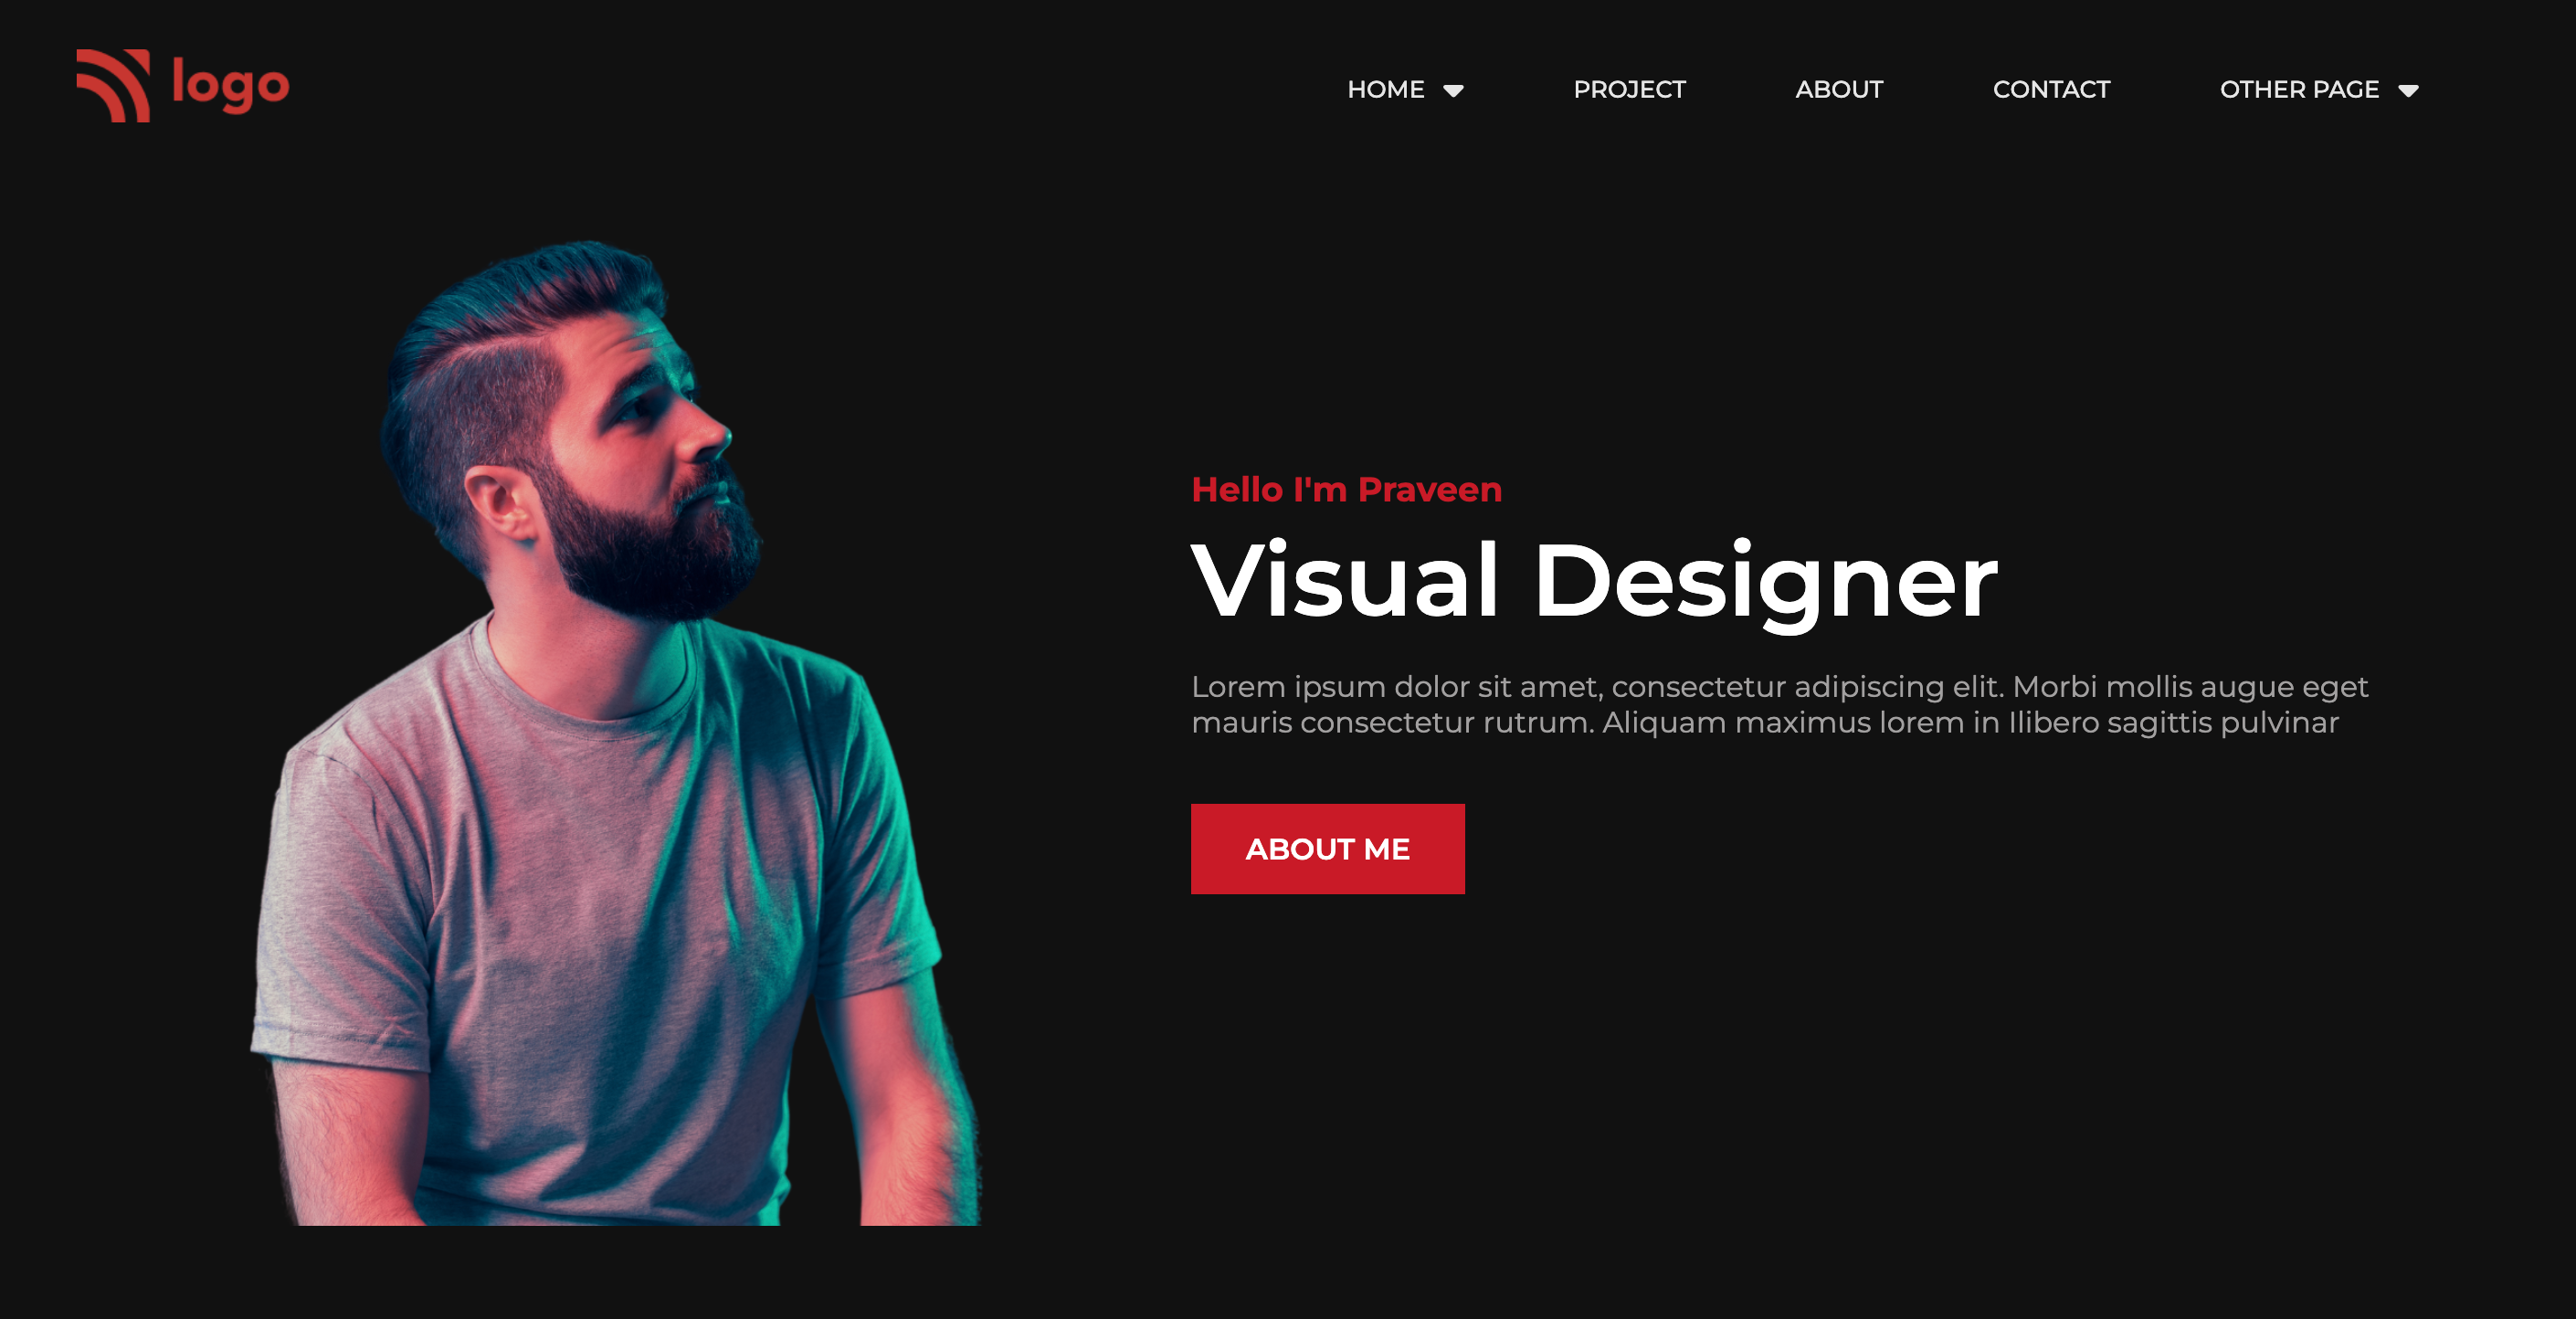 logo
HOME
PROJECT
ABOUT
CONTACT
OTHER PAGE
Hello I'm Praveen
Visual Designer
Lorem ipsum dolor sit amet, consectetur adipiscing elit. Morbi mollis augue eget
mauris consectetur rutrum. Aliquam maximus lorem in Ilibero sagittis pulvinar
ABOUT ME